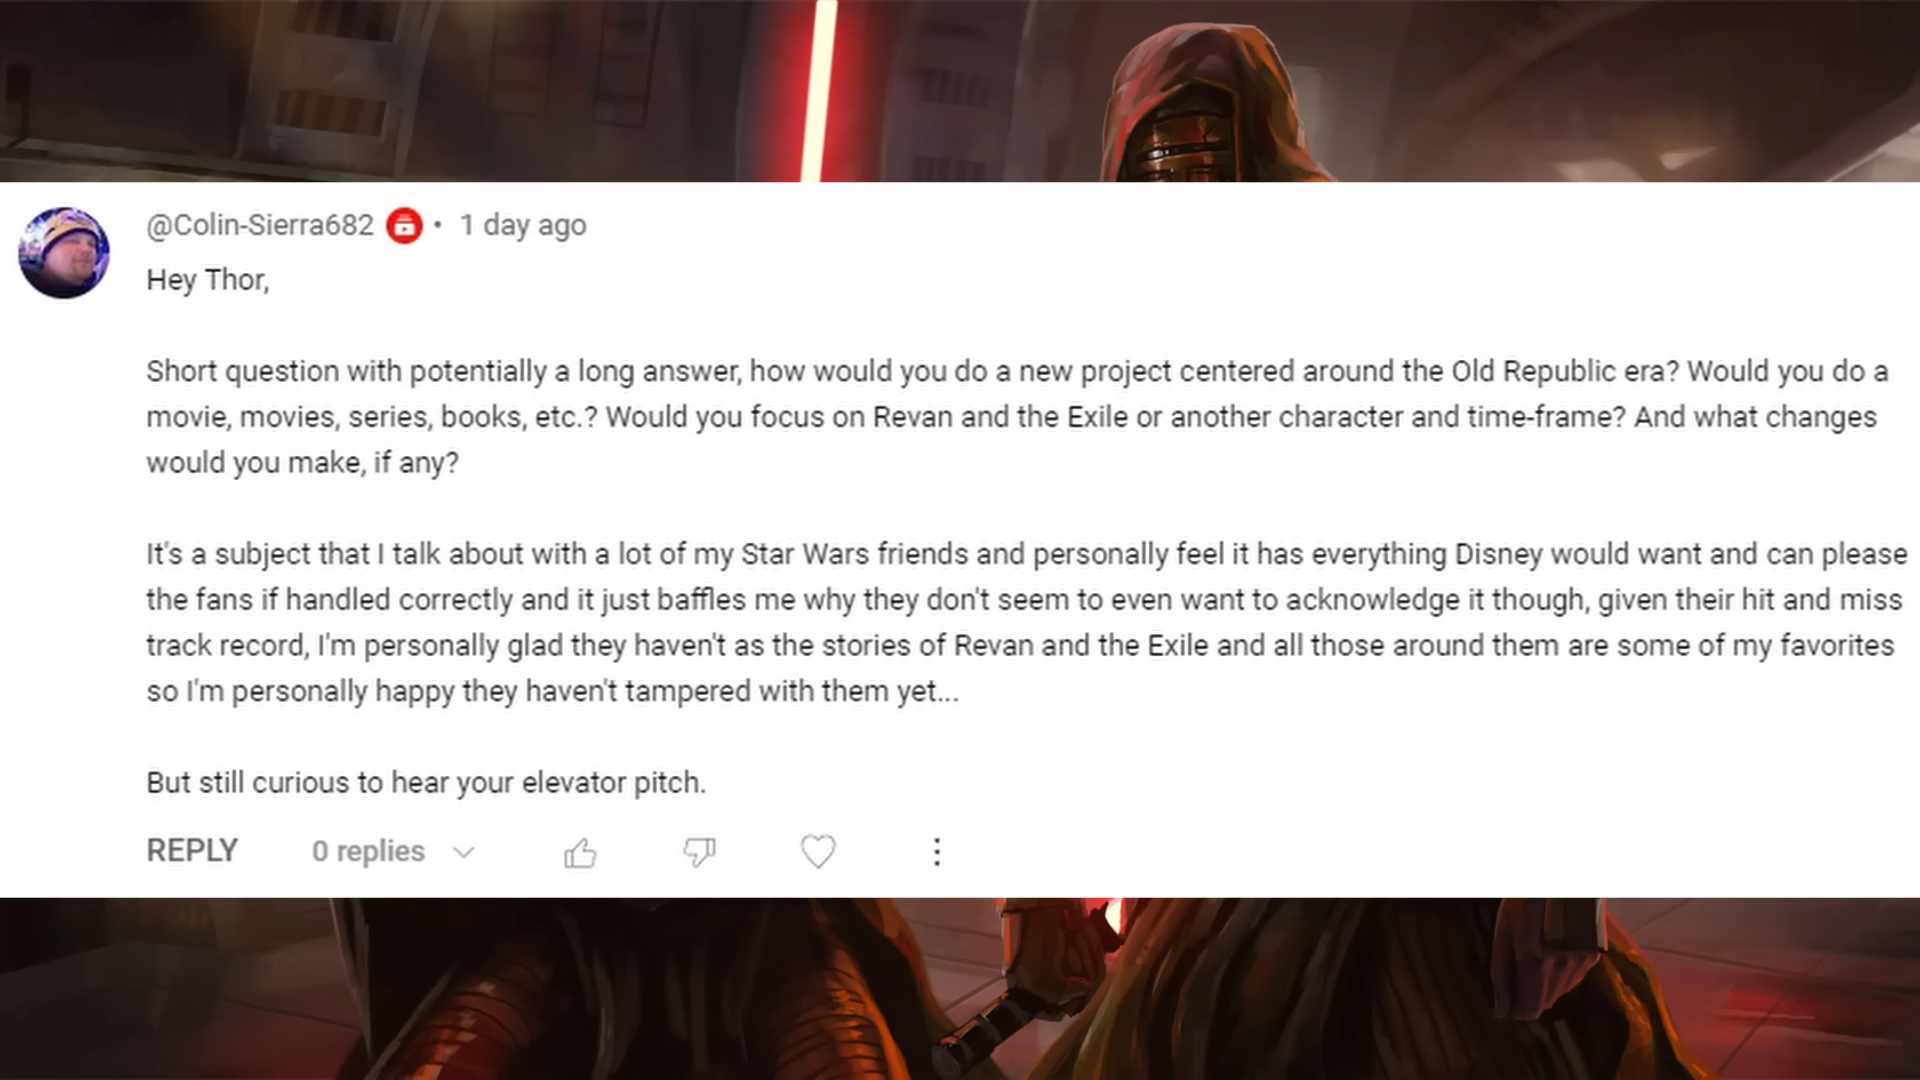 @Colin-Sierra682 • 1 day ago
Hey Thor,
Short question with potentially a long answer, how would you do a new project centered around the Old Republic era? Would you do a
movie, movies, series, books, etc.? Would you focus on Revan and the Exile or another character and time-frame? And what changes
would you make, if any?
It's a subject that I talk about with a lot of my Star Wars friends and personally feel it has everything Disney would want and can please
the fans if handled correctly and it just baffles me why they don't seem to even want to acknowledge it though, given their hit and miss
track record, I'm personally glad they haven't as the stories of Revan and the Exile and all those around them are some of my favorites
so I'm personally happy they haven't tampered with them yet...
But still curious to hear your elevator pitch.
REPLY 0 replies